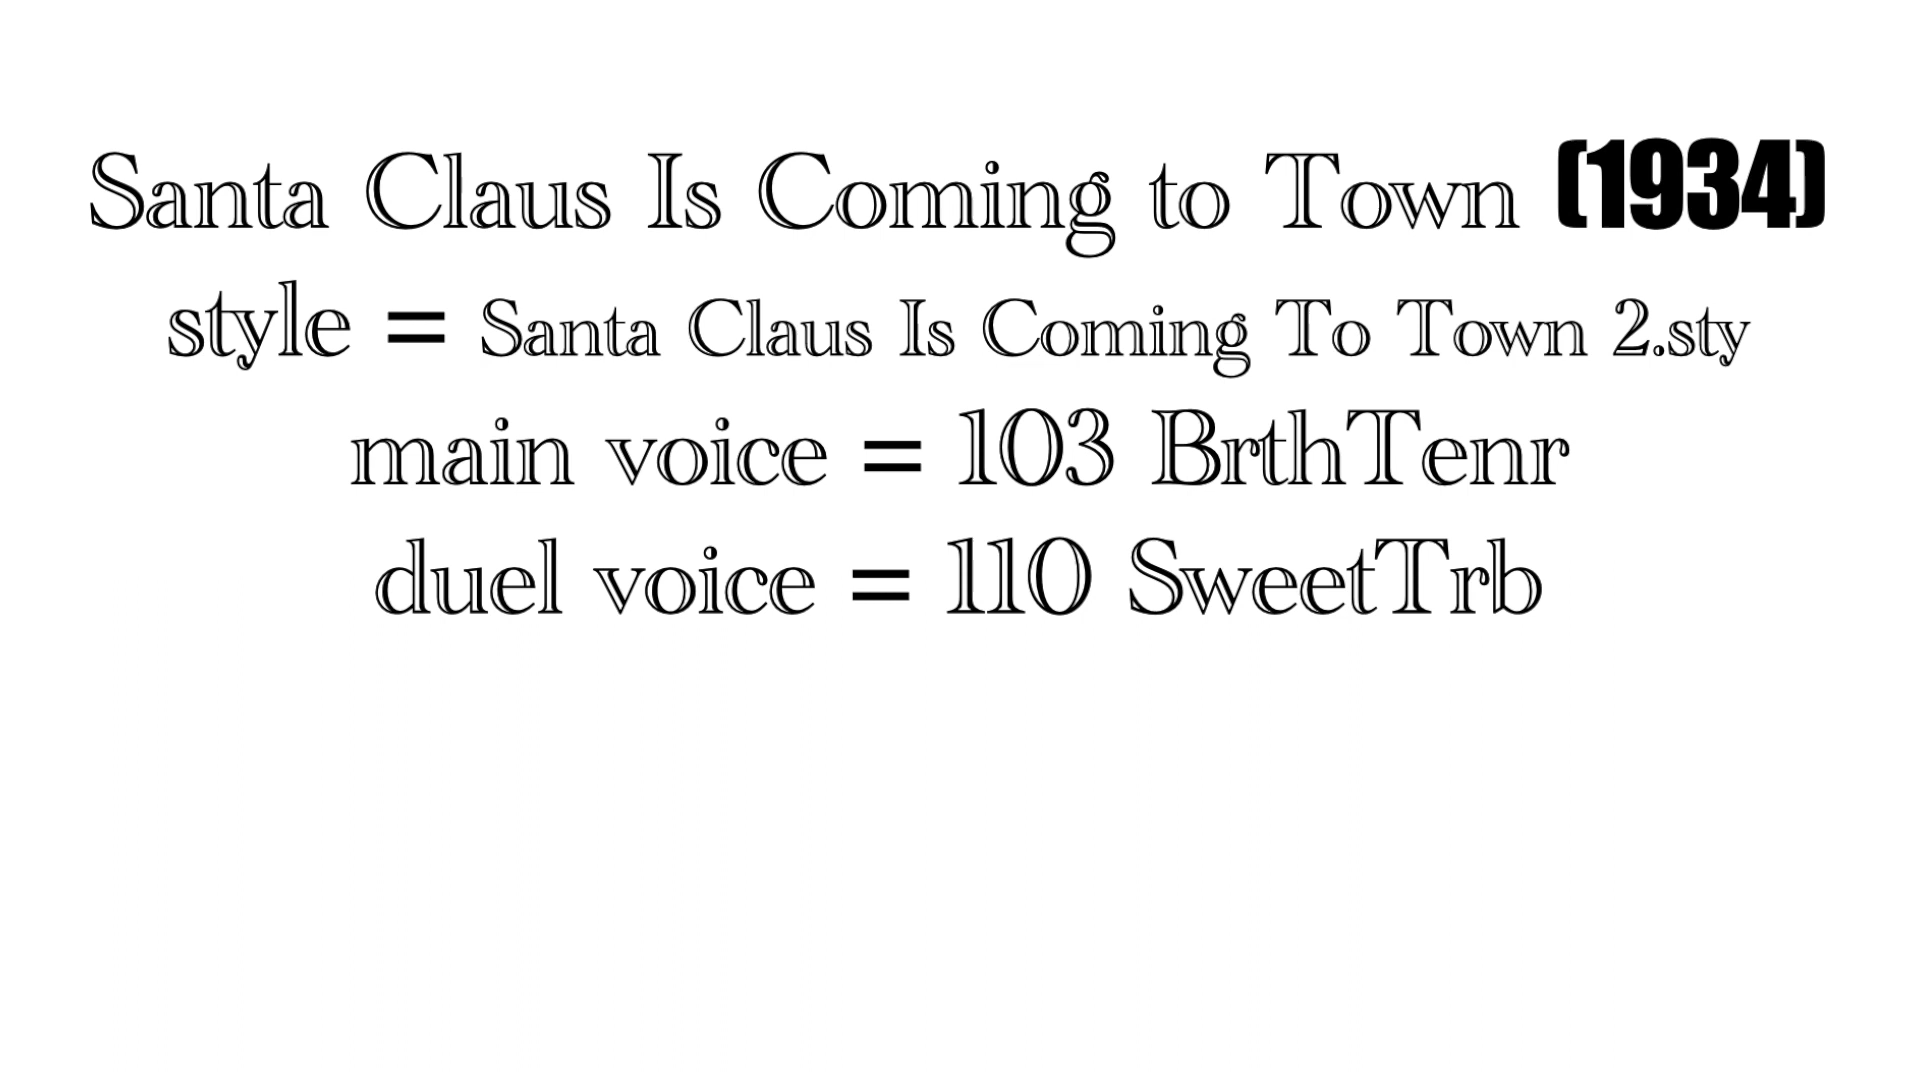 Santa Claus Is Coming to Town (1934)
style = Santa Claus Is Coming To Town 2.sty
main voice = 103 BrthTenr
duel voice = 110 SweetTrb